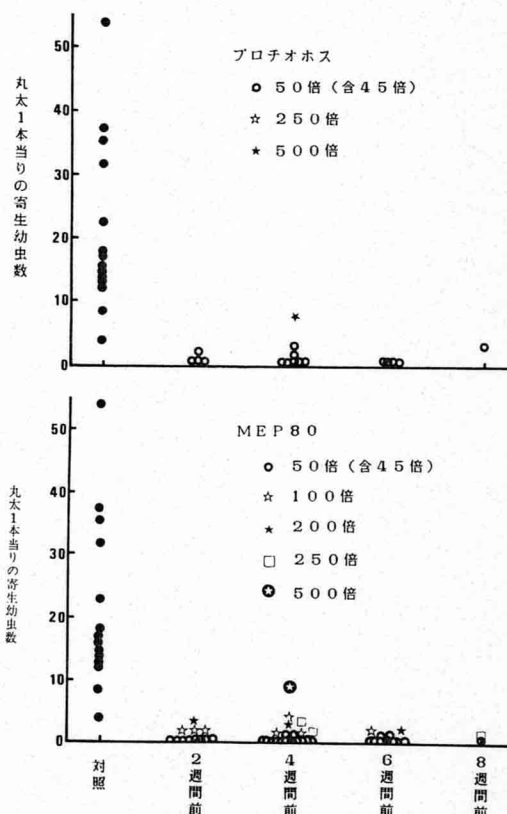 50
40
30
20
10
0
丸太1本当りの寄生幼虫数
プロチオホス
50倍（含45倍）
250倍
500倍
50
40
30
20
10
0
丸太1本当りの寄生幼虫数
MEP80
50倍（含45倍）
100倍
200倍
250倍
500倍
対照
2週間前
4週間前
6週間前
8週間前